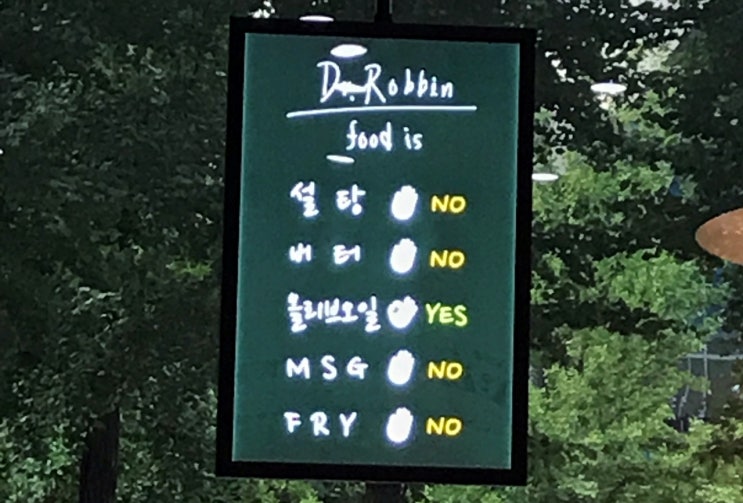 Dr. Robbin
food is
설탕 NO
버터 NO
올리브오일 YES
MSG NO
FRY NO